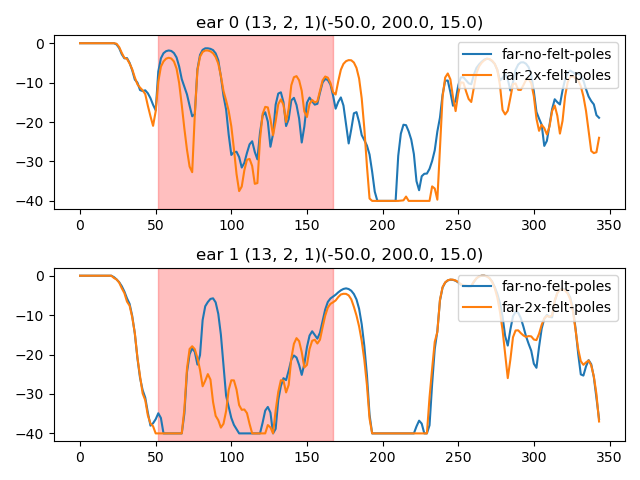 ear 0 (13, 2, 1)(-50.0, 200.0, 15.0)
0
−10
−20
−30
−40
far-no-felt-poles
far-2x-felt-poles
0 50 100 150 200 250 300 350
ear 1 (13, 2, 1)(-50.0, 200.0, 15.0)
0
−10
−20
−30
−40
far-no-felt-poles
far-2x-felt-poles
0 50 100 150 200 250 300 350